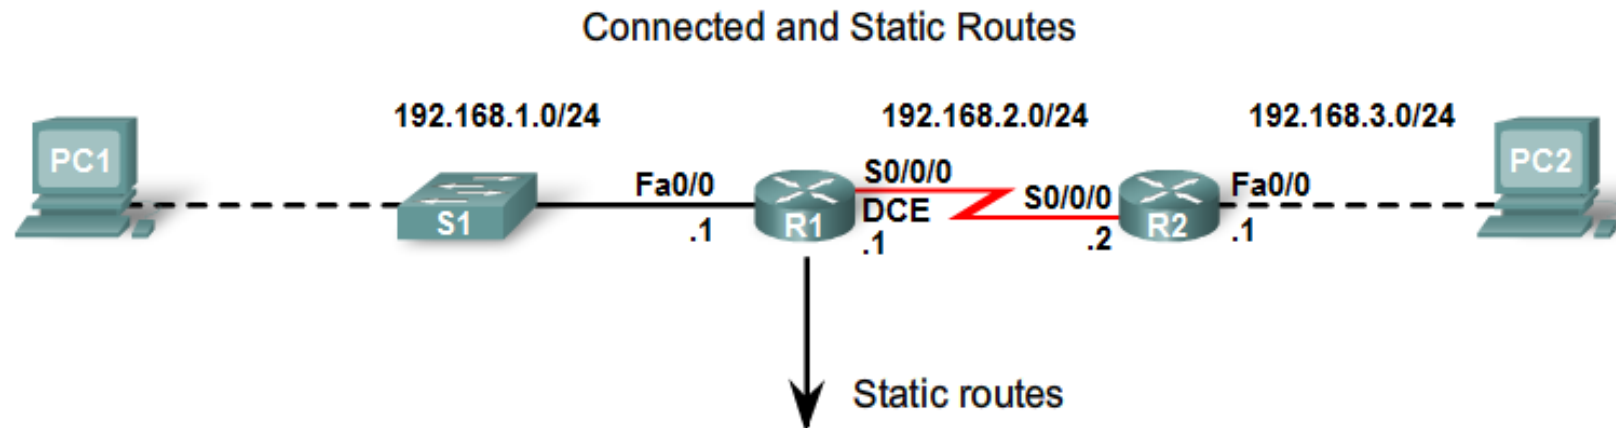 Connected and Static Routes
192.168.1.0/24
192.168.2.0/24
192.168.3.0/24
PC1
S1
Fa0/0
.1
R1
S0/0/0
DCE
.1
S0/0/0
.2
R2
Fa0/0
.1
PC2
Static routes